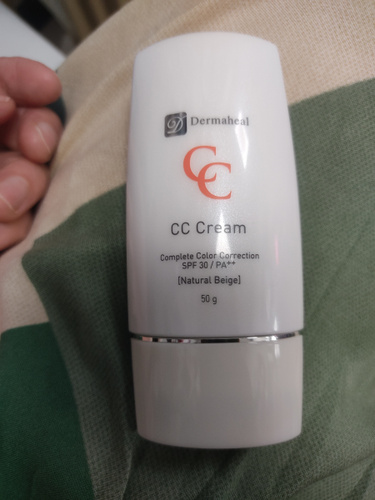 Dermaheal
CC
CC Cream
Complete Color Correction
SPF 30 / PA++
[Natural Beige]
50 g